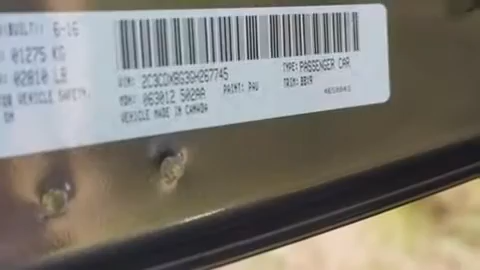 BUILT: 6-16
01275 KG
02810 LB
VEHICLE SAFETY.
VIN: 2C3CDXBG3GH267745
TYPE: PASSENGER CAR
MDH: 063012 502AA
PAINT: PAU
TRIM:
VEHICLE MADE IN CANADA